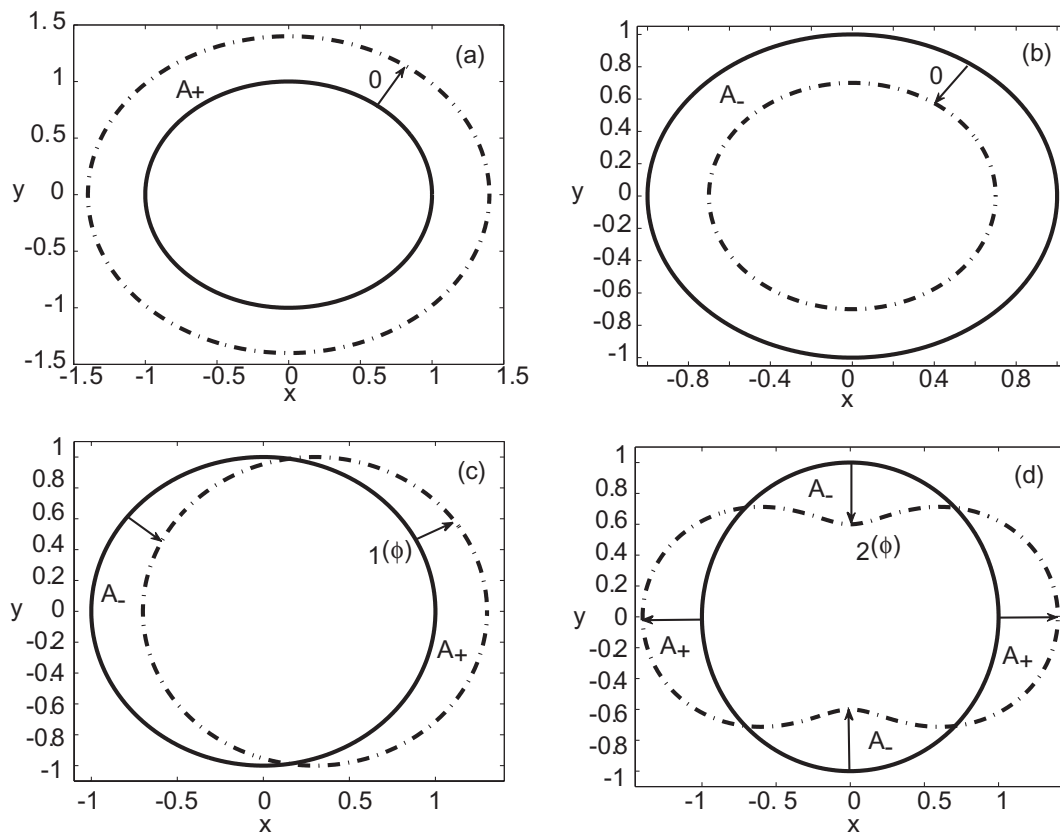 (a)
A+
0
1.5
1
0.5
y 0
-0.5
-1
-1.5
-1.5 -1 -0.5 0 0.5 1 1.5
x
(b)
A-
0
1
0.8
0.6
0.4
0.2
y 0
-0.2
-0.4
-0.6
-0.8
-1
-0.8 -0.4 0 0.4 0.8
x
(c)
1(ϕ)
A-
A+
1
0.8
0.6
0.4
0.2
y 0
-0.2
-0.4
-0.6
-0.8
-1
-1 -0.5 0 0.5 1
x
(d)
A-
2(ϕ)
A+
A+
A-
1
0.8
0.6
0.4
0.2
y 0
-0.2
-0.4
-0.6
-0.8
-1
-1 -0.5 0 0.5 1
x